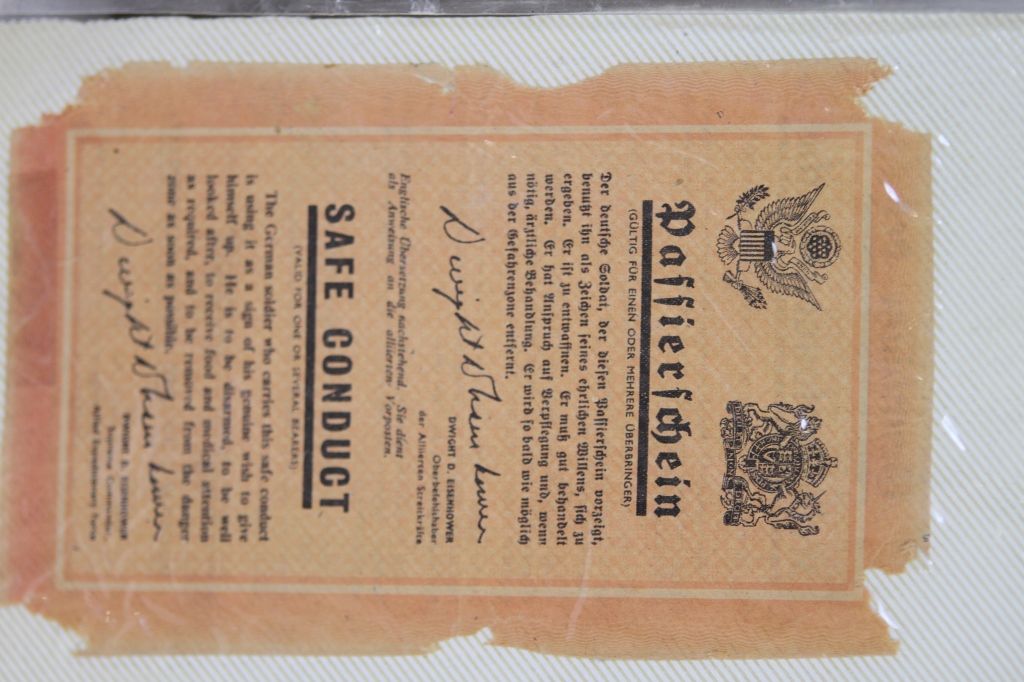 Passierschein
(GÜLTIG FÜR EINEN ODER MEHRERE ÜBERBRINGER)
Der deutsche Soldat, der diesen Passierschein vorzeigt,
benutzt ihn als Zeichen seines ehrlichen Willens, sich zu
ergeben. Er ist zu entwaffnen. Er muß gut behandelt
werden. Er hat Anspruch auf Verpflegung und, wenn
nötig, ärztliche Behandlung. Er wird so bald wie möglich
aus der Gefahrenzone entfernt.
Dwight D Eisenhower
DWIGHT D. EISENHOWER
Oberbefehlshaber
der Alliierten Streitkräfte
Englische Übersetzung nachstehend. Sie dient
als Anweisung an die alliierten Vorposten.
SAFE CONDUCT
(VALID FOR ONE OR SEVERAL BEARERS)
The German soldier who carries this safe conduct
is using it as a sign of his genuine wish to give
himself up. He is to be disarmed, to be well
looked after, to receive food and medical attention
as required, and to be removed from the danger
zone as soon as possible.
Dwight D Eisenhower
DWIGHT D. EISENHOWER
Supreme Commander,
Allied Expeditionary Force